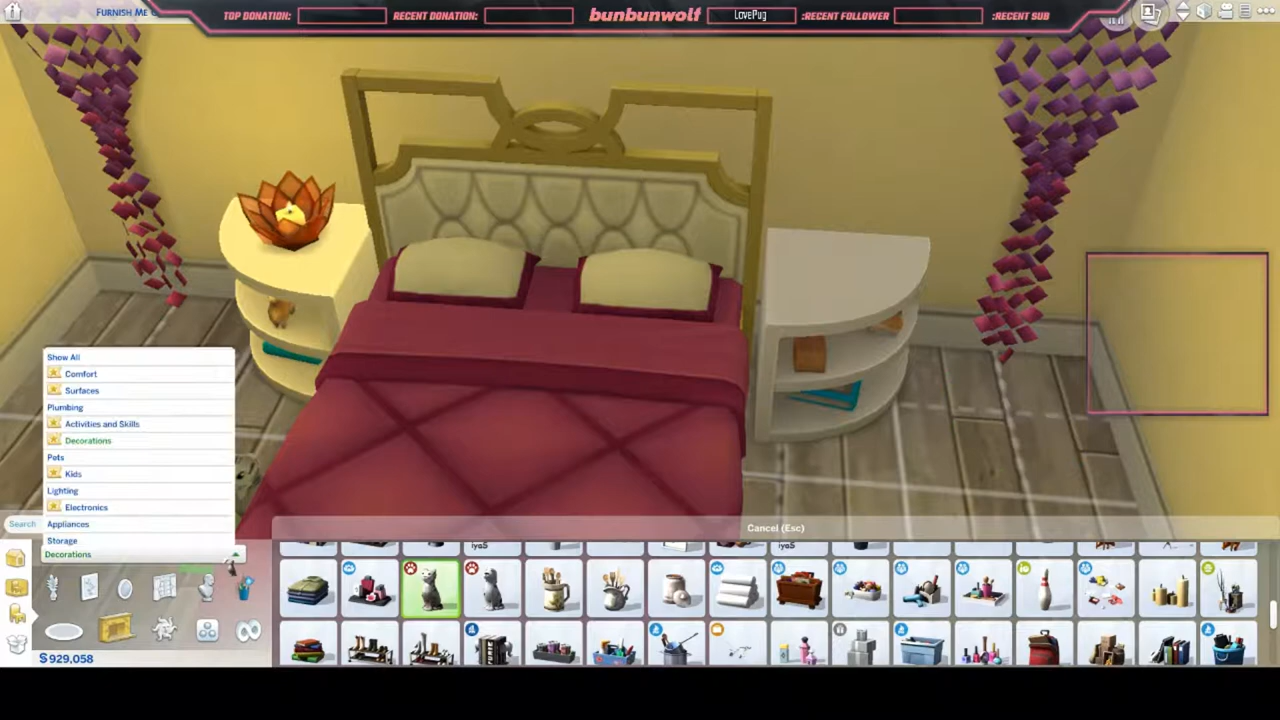 FURNISH ME
TOP DONATION:
RECENT DONATION:
bunbunwolf
LovePug
:RECENT FOLLOWER
:RECENT SUB
Show All
Comfort
Surfaces
Plumbing
Activities and Skills
Decorations
Pets
Kids
Lighting
Electronics
Appliances
Storage
Search
Decorations
Cancel (Esc)
§929,058